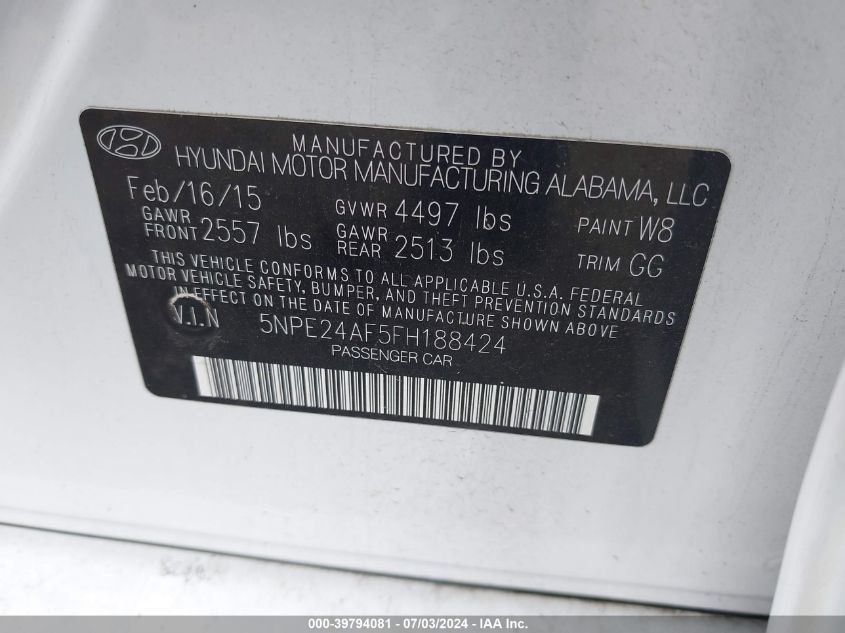 MANUFACTURED BY
HYUNDAI MOTOR MANUFACTURING ALABAMA, LLC
Feb/16/15 GVWR 4497 lbs PAINT W8
GAWR FRONT 2557 lbs GAWR REAR 2513 lbs TRIM GG
THIS VEHICLE CONFORMS TO ALL APPLICABLE U.S.A. FEDERAL
MOTOR VEHICLE SAFETY, BUMPER, AND THEFT PREVENTION STANDARDS
IN EFFECT ON THE DATE OF MANUFACTURE SHOWN ABOVE
V.I.N 5NPE24AF5FH188424
PASSENGER CAR
000-39794081 - 07/03/2024 - IAA Inc.